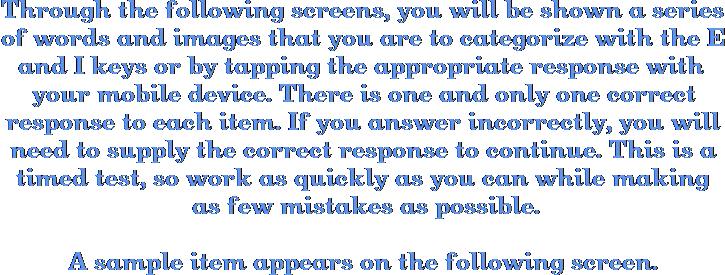 Through the following screens, you will be shown a series
of words and images that you are to categorize with the E
and I keys or by tapping the appropriate response with
your mobile device. There is one and only one correct
response to each item. If you answer incorrectly, you will
need to supply the correct response to continue. This is a
timed test, so work as quickly as you can while making
as few mistakes as possible.
A sample item appears on the following screen.